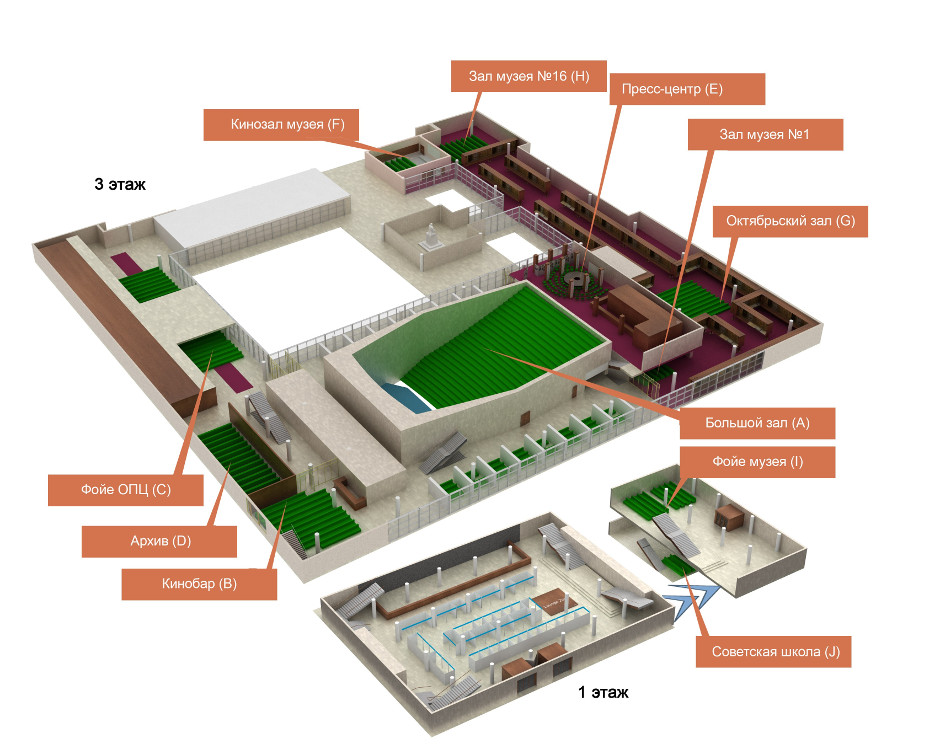 Зал музея №16 (H)
Пресс-центр (E)
Кинозал музея (F)
Зал музея №1
3 этаж
Октябрьский зал (G)
Большой зал (A)
Фойе музея (I)
Фойе ОПЦ (C)
Архив (D)
Кинобар (B)
Советская школа (J)
1 этаж